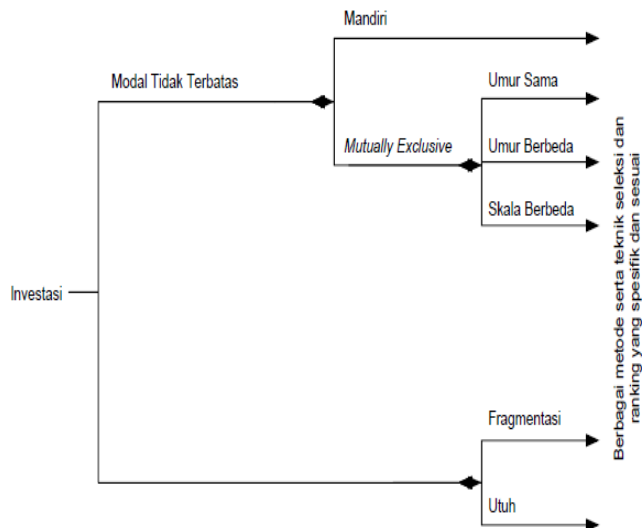 Mandiri
Modal Tidak Terbatas
Umur Sama
Mutually Exclusive
Umur Berbeda
Skala Berbeda
Investasi
Fragmentasi
Utuh
Berbagai metode serta teknik seleksi dan
ranking yang spesifik dan sesuai